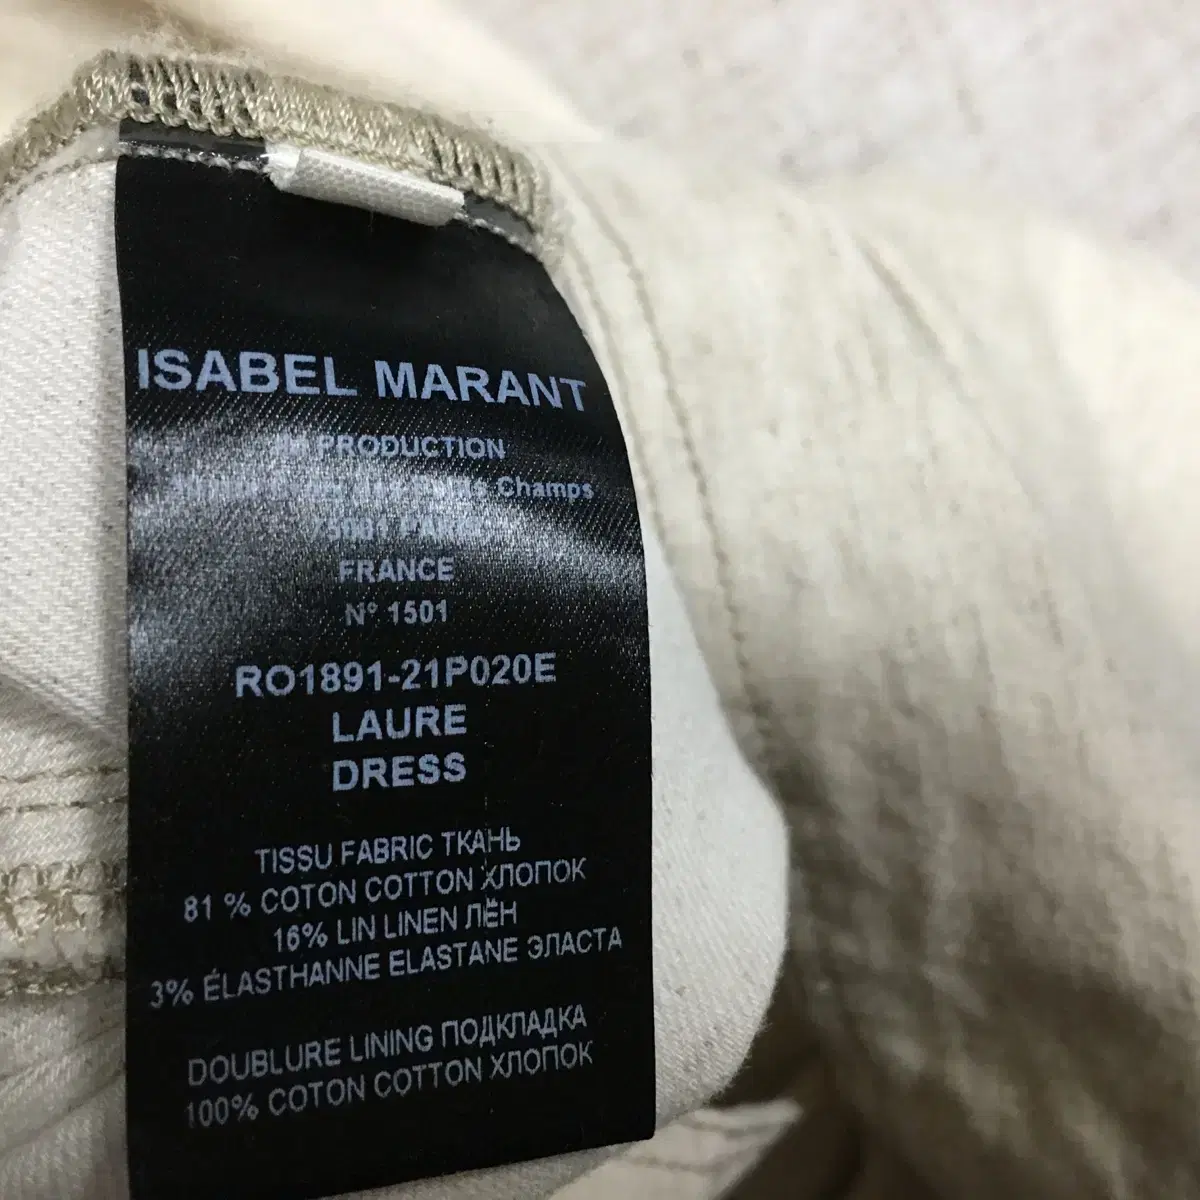 ISABEL MARANT
PRODUCTION
Champs
FRANCE
N° 1501
RO1891-21P020E
LAURE
DRESS
TISSU FABRIC ТКАНЬ
81 % COTON COTTON ХЛОПОК
16% LIN LINEN ЛЁН
3% ÉLASTHANNE ELASTANE ЭЛАСТА
DOUBLURE LINING ПОДКЛАДКА
100% COTON COTTON ХЛОПОК